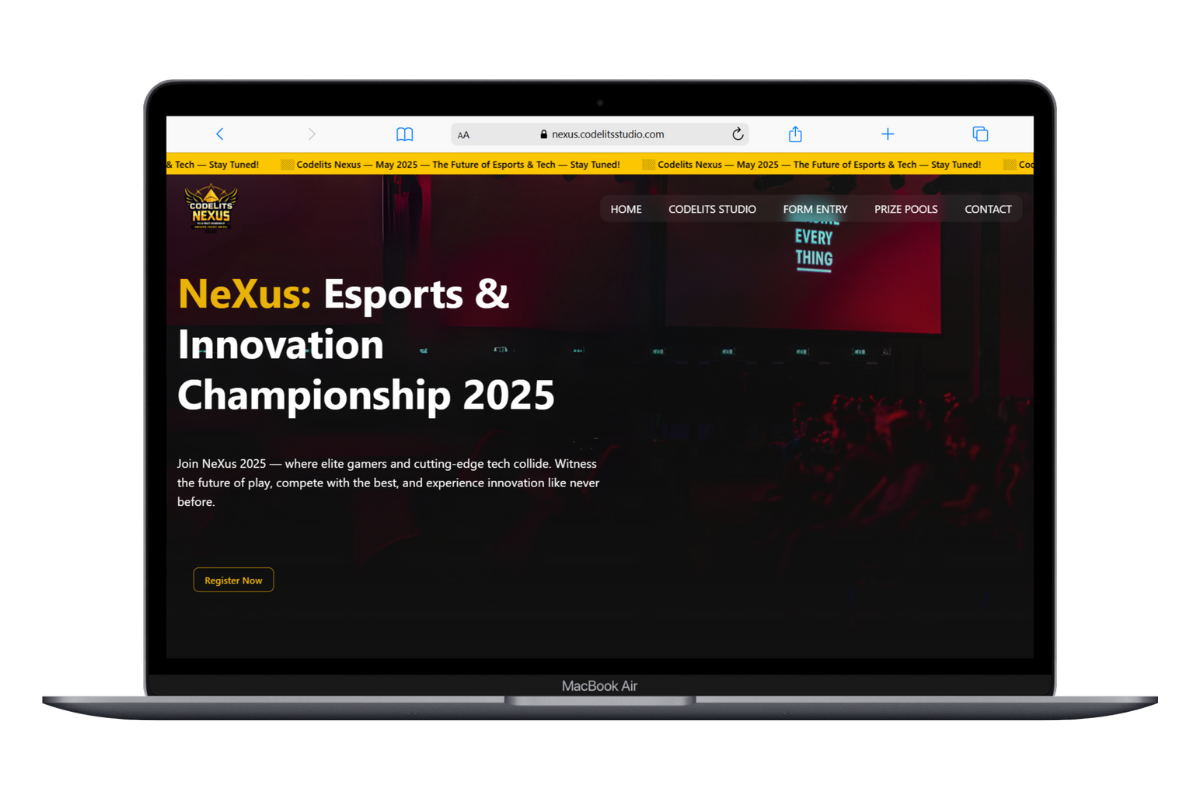 AA
nexus.codelitsstudio.com
& Tech — Stay Tuned! Codelits Nexus — May 2025 — The Future of Esports & Tech — Stay Tuned! Codelits Nexus — May 2025 — The Future of Esports & Tech — Stay Tuned! Cod
CODELITS
NEXUS
HOME CODELITS STUDIO FORM ENTRY PRIZE POOLS CONTACT
EVERY
THING
NeXus: Esports &
Innovation
Championship 2025
Join NeXus 2025 — where elite gamers and cutting-edge tech collide. Witness
the future of play, compete with the best, and experience innovation like never
before.
Register Now
MacBook Air